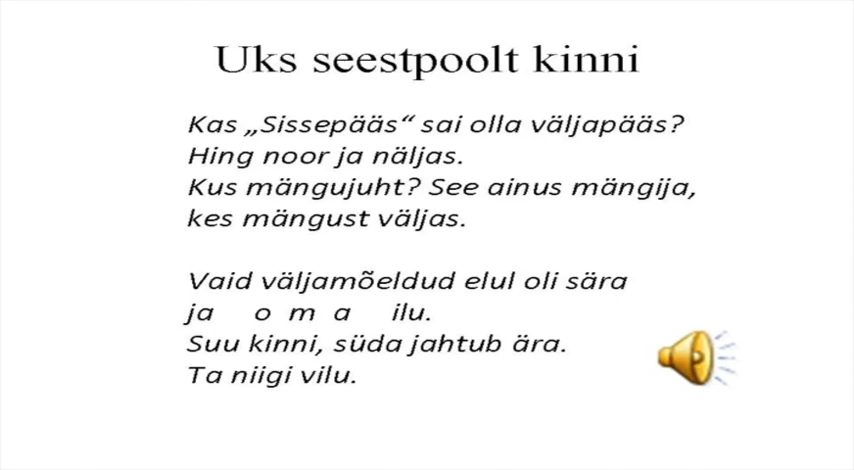 Uks seestpoolt kinni
Kas „Sissepääs“ sai olla väljapääs?
Hing noor ja näljas.
Kus mängujuht? See ainus mängija,
kes mängust väljas.
Vaid väljamõeldud elul oli sära
ja o m a ilu.
Suu kinni, süda jahtub ära.
Ta niigi vilu.